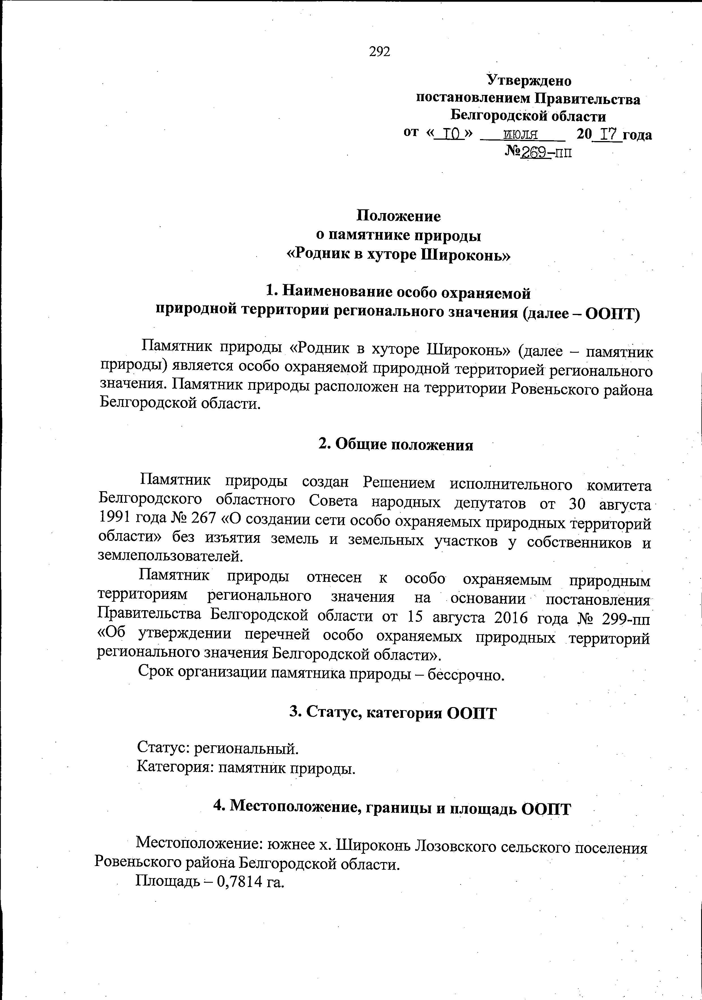 292
Утверждено
постановлением Правительства
Белгородской области
от « 10 » июля 20 17 года
№269-пп
Положение
о памятнике природы
«Родник в хуторе Широконь»
1. Наименование особо охраняемой
природной территории регионального значения (далее – ООПТ)
Памятник природы «Родник в хуторе Широконь» (далее – памятник
природы) является особо охраняемой природной территорией регионального
значения. Памятник природы расположен на территории Ровеньского района
Белгородской области.
2. Общие положения
Памятник природы создан Решением исполнительного комитета
Белгородского областного Совета народных депутатов от 30 августа
1991 года № 267 «О создании сети особо охраняемых природных территорий
области» без изъятия земель и земельных участков у собственников и
землепользователей.
Памятник природы отнесен к особо охраняемым природным
территориям регионального значения на основании постановления
Правительства Белгородской области от 15 августа 2016 года № 299-пп
«Об утверждении перечней особо охраняемых природных территорий
регионального значения Белгородской области».
Срок организации памятника природы – бессрочно.
3. Статус, категория ООПТ
Статус: региональный.
Категория: памятник природы.
4. Местоположение, границы и площадь ООПТ
Местоположение: южнее х. Широконь Лозовского сельского поселения
Ровеньского района Белгородской области.
Площадь – 0,7814 га.